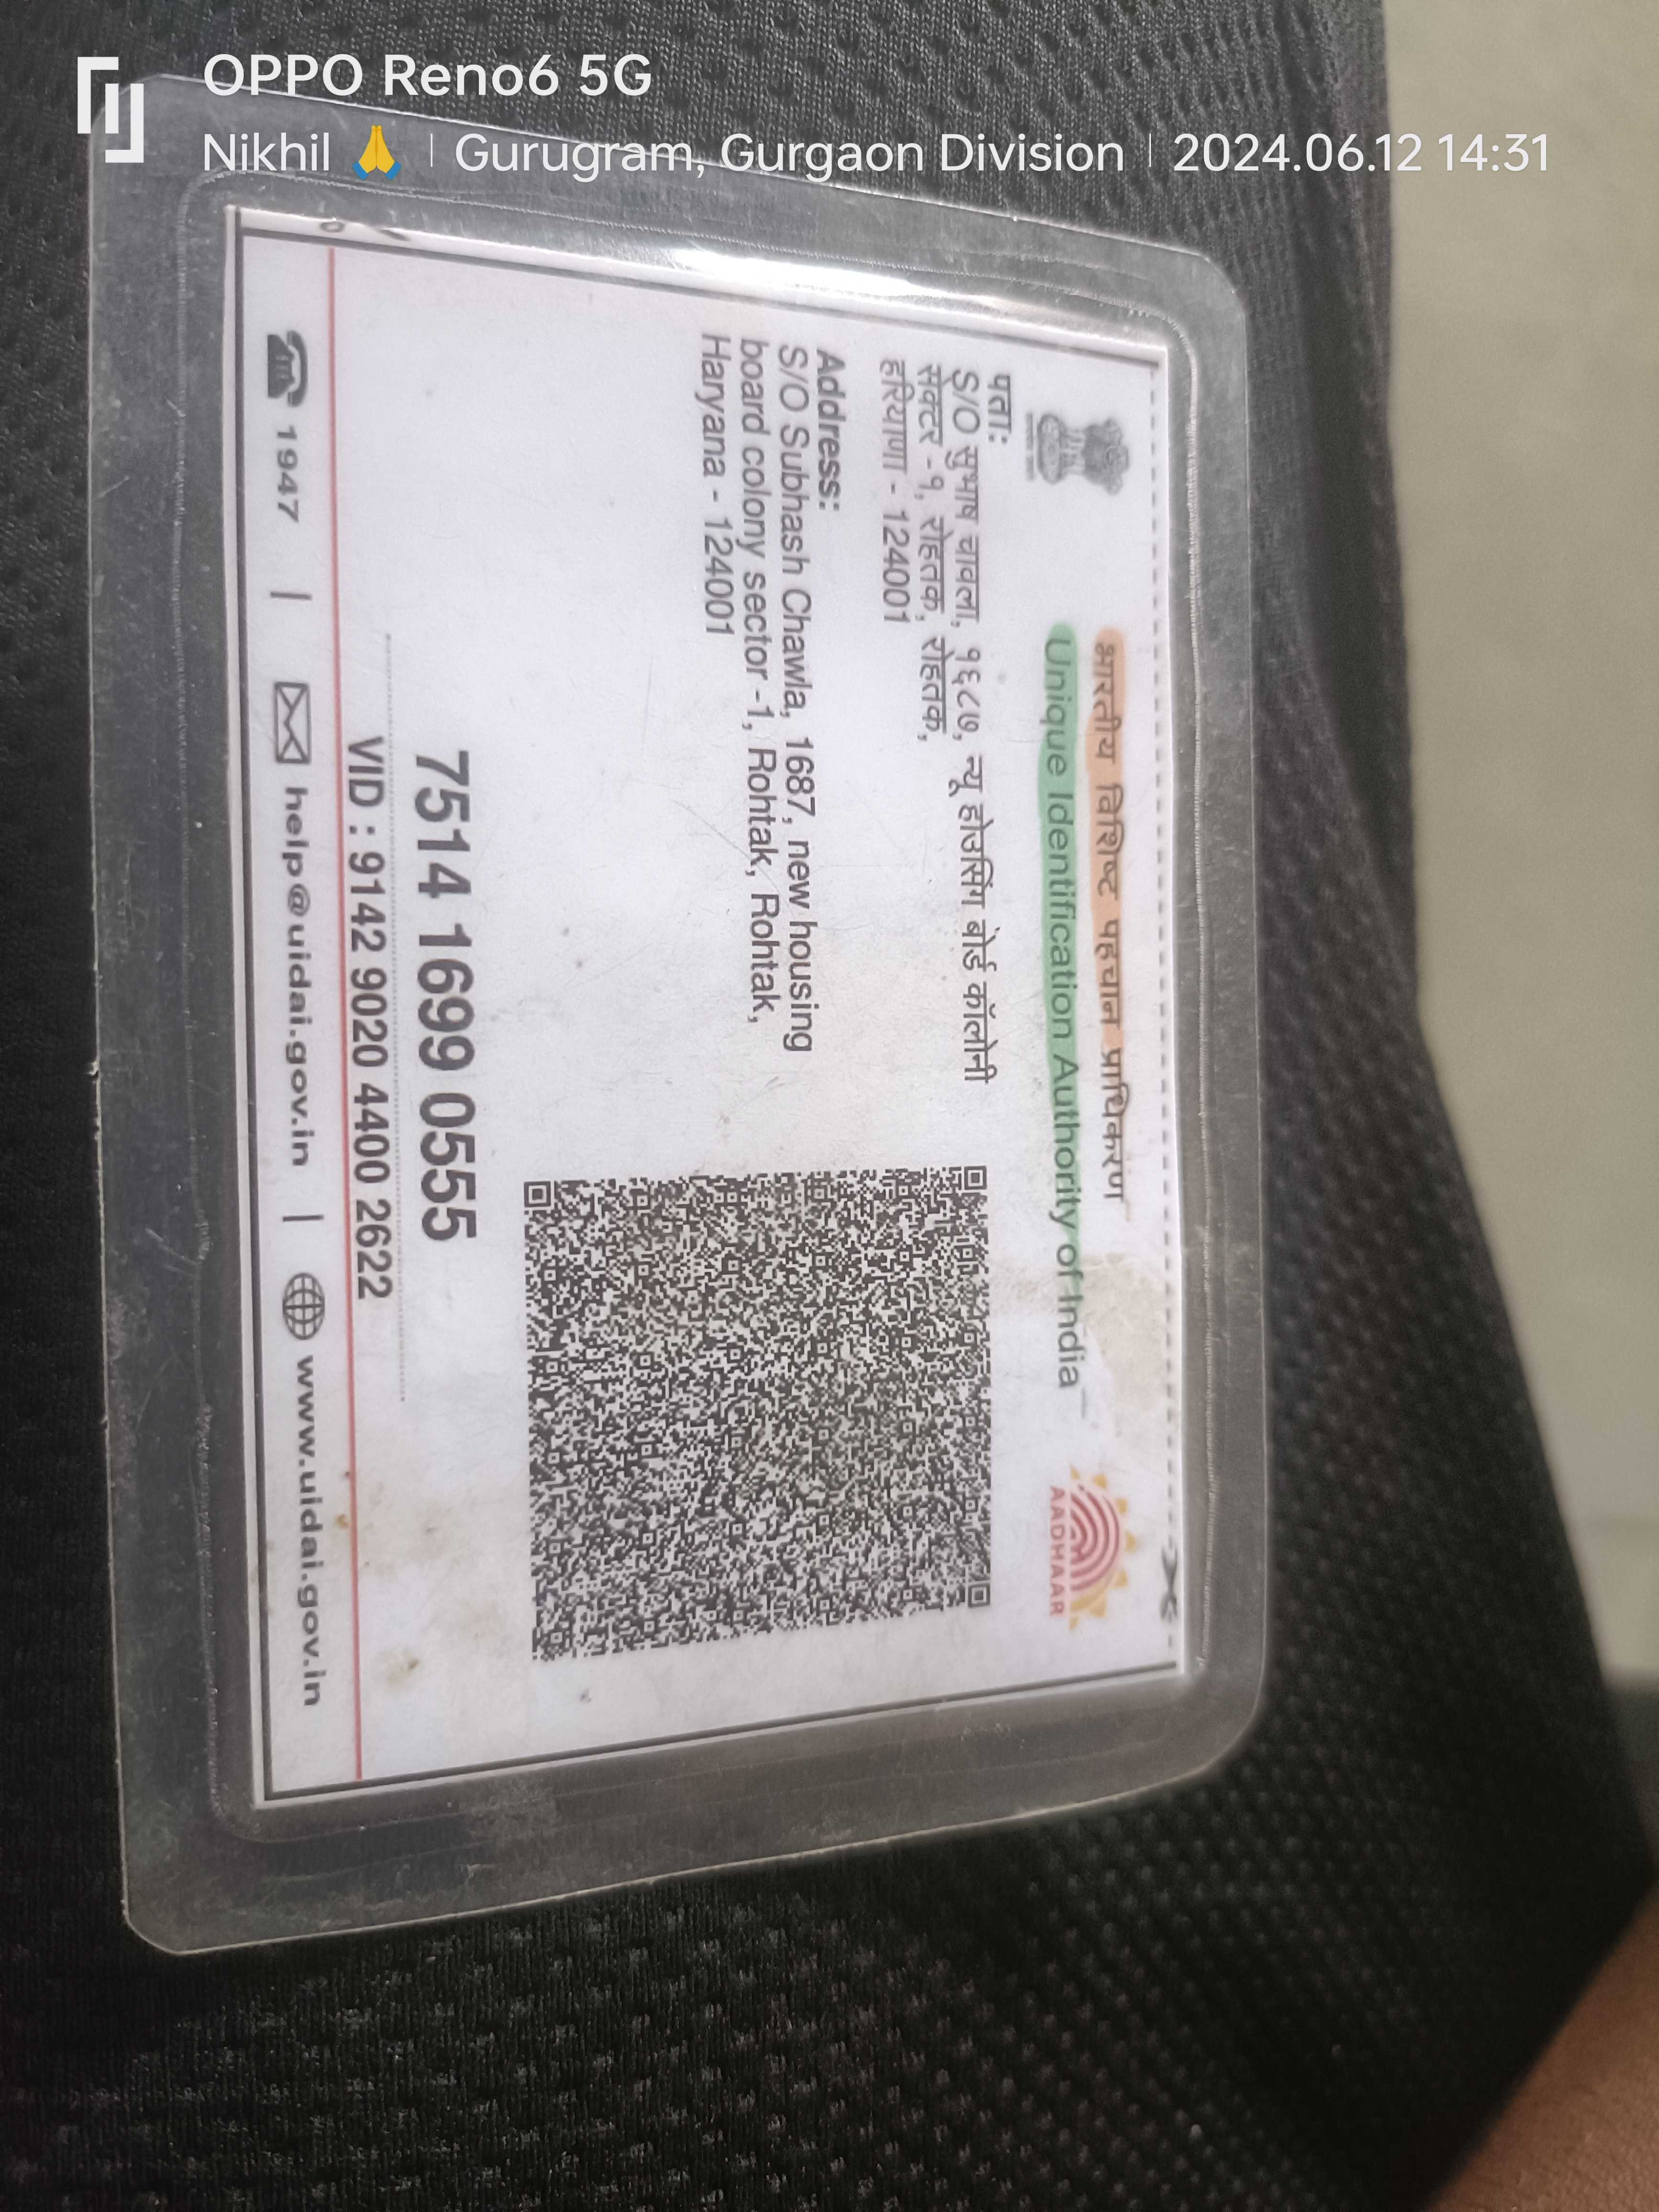 OPPO Reno6 5G
Nikhil 🙏 | Gurugram, Gurgaon Division | 2024.06.12 14:31
भारतीय विशिष्ट पहचान प्राधिकरण
Unique Identification Authority of India
AADHAAR
पता:
S/O सुभाष चावला, १६८७, न्यू होउसिंग बोर्ड कॉलोनी
सेक्टर -१, रोहतक, रोहतक,
हरियाणा - 124001
Address:
S/O Subhash Chawla, 1687, new housing
board colony sector -1, Rohtak, Rohtak,
Haryana - 124001
7514 1699 0555
VID : 9142 9020 4400 2622
1947 | help@uidai.gov.in | www.uidai.gov.in